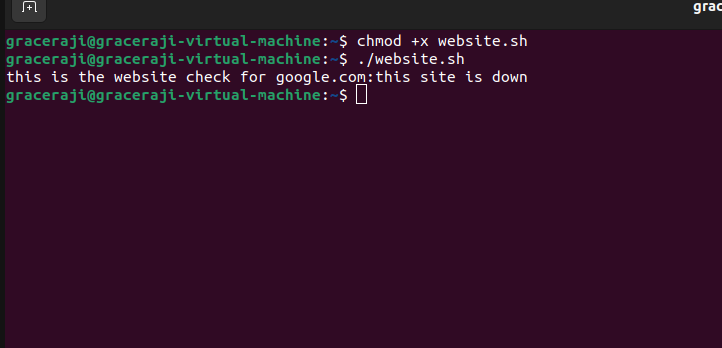 grac
graceraji@graceraji-virtual-machine:~$ chmod +x website.sh
graceraji@graceraji-virtual-machine:~$ ./website.sh
this is the website check for google.com:this site is down
graceraji@graceraji-virtual-machine:~$